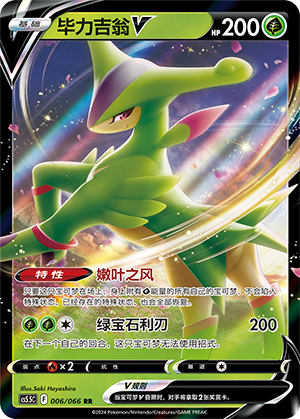 基础
毕力吉翁V
HP 200
特性
嫩叶之风
只要这只宝可梦在场上，身上附有能量的所有自己的宝可梦，不会陷入
特殊状态，已经存在的特殊状态，也会全部恢复。
绿宝石利刃 200
在下一个自己的回合，这只宝可梦无法使用招式。
弱点 ×2 抵抗力 撤退
Illus.Saki Hayashiro
V规则
当宝可梦V昏厥时，对手将拿取2张奖赏卡。
CS5.5C F 006/066 RR
©2024 Pokémon/Nintendo/Creatures/GAME FREAK.